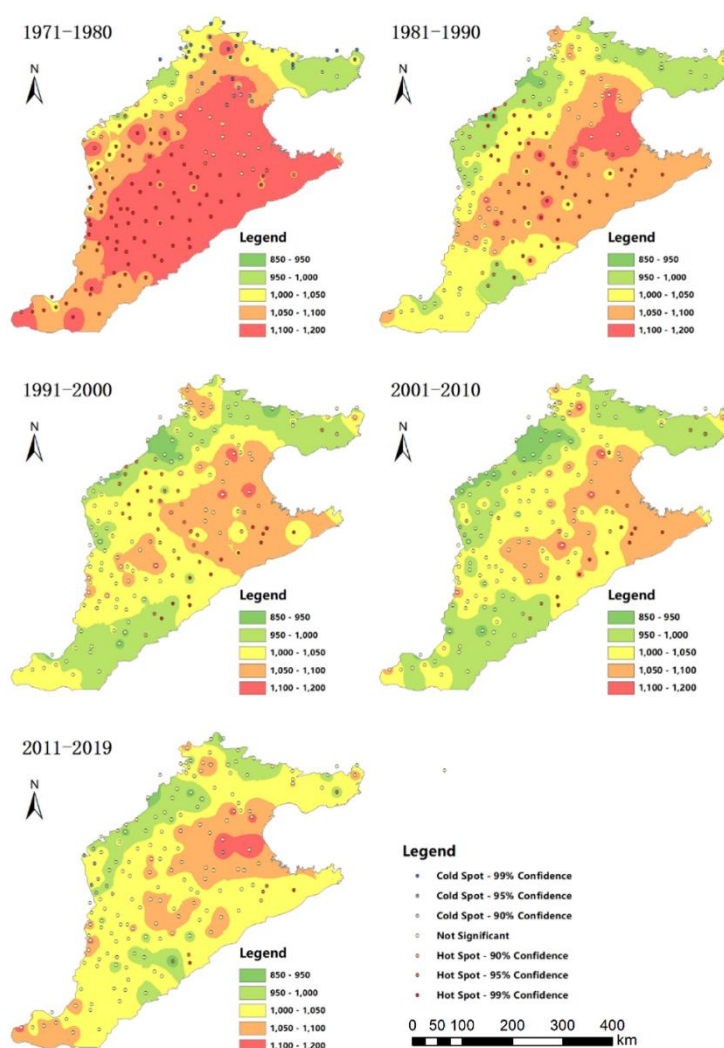 1971-1980
N
Legend
850 - 950
950 - 1,000
1,000 - 1,050
1,050 - 1,100
1,100 - 1,200
1981-1990
N
Legend
850 - 950
950 - 1,000
1,000 - 1,050
1,050 - 1,100
1,100 - 1,200
1991-2000
N
Legend
850 - 950
950 - 1,000
1,000 - 1,050
1,050 - 1,100
1,100 - 1,200
2001-2010
N
Legend
850 - 950
950 - 1,000
1,000 - 1,050
1,050 - 1,100
1,100 - 1,200
2011-2019
N
Legend
850 - 950
950 - 1,000
1,000 - 1,050
1,050 - 1,100
1,100 - 1,200
Legend
Cold Spot - 99% Confidence
Cold Spot - 95% Confidence
Cold Spot - 90% Confidence
Not Significant
Hot Spot - 90% Confidence
Hot Spot - 95% Confidence
Hot Spot - 99% Confidence
0 50 100 200 300 400
km